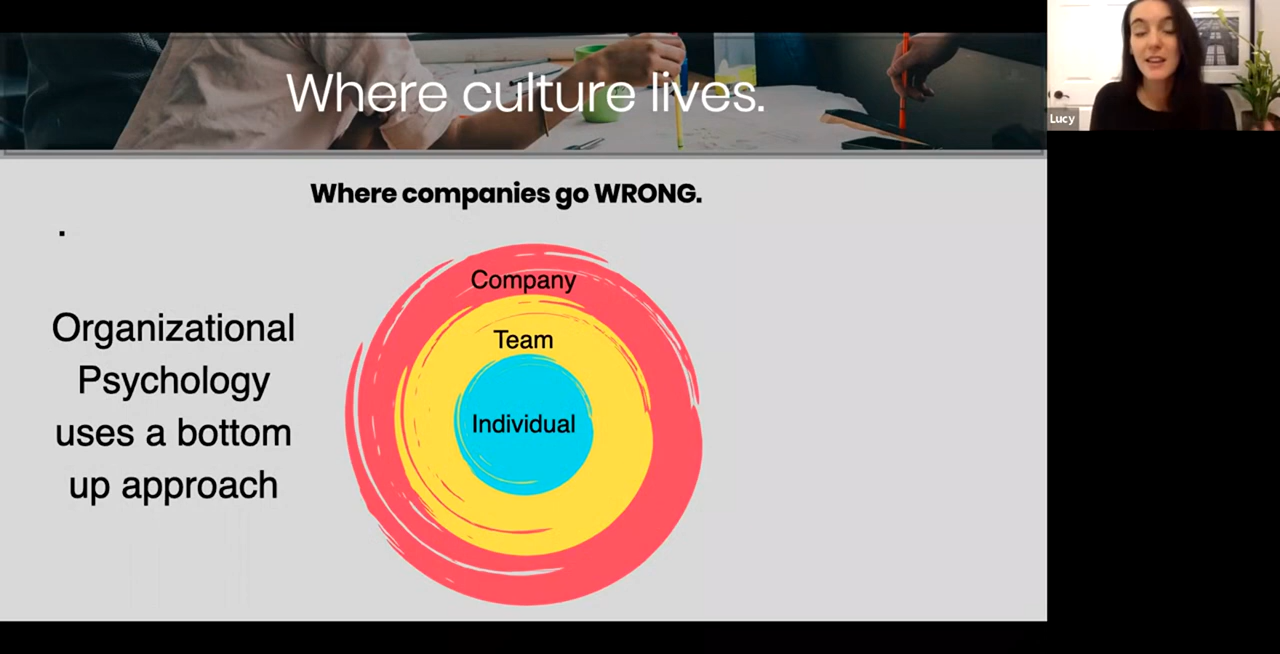 Where culture lives.
Lucy
Where companies go WRONG.
.
Company
Team
Individual
Organizational
Psychology
uses a bottom
up approach